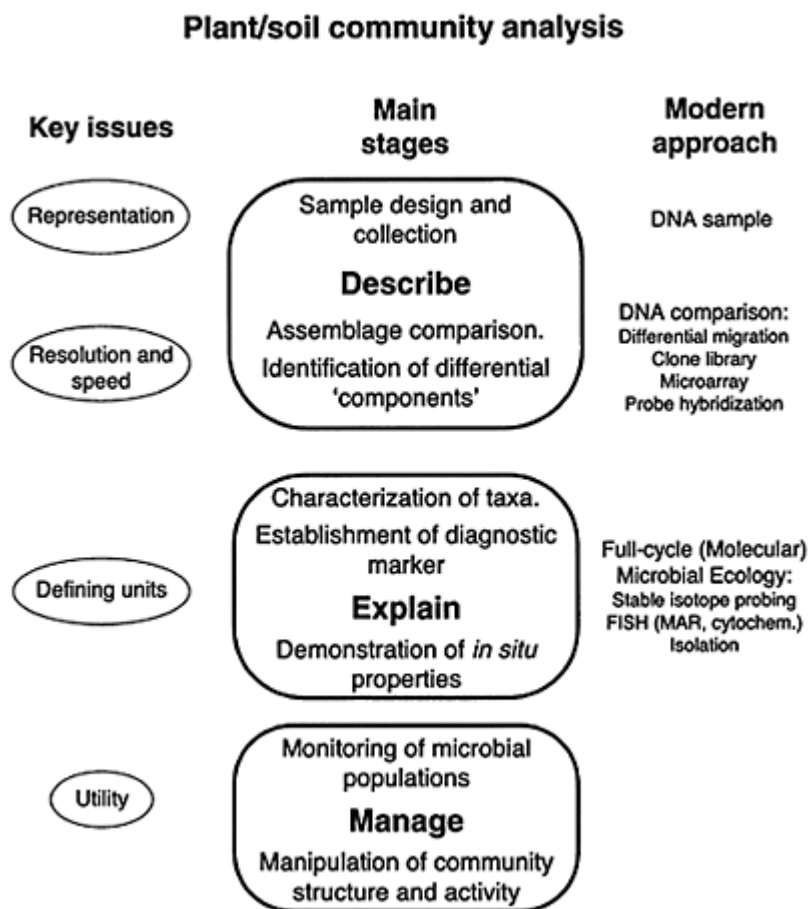 Plant/soil community analysis
Key issues
Main
stages
Modern
approach
Representation
Sample design and
collection
DNA sample
Describe
Resolution and
speed
Assemblage comparison.
Identification of differential
‘components’
DNA comparison:
Differential migration
Clone library
Microarray
Probe hybridization
Defining units
Characterization of taxa.
Establishment of diagnostic
marker
Explain
Demonstration of in situ
properties
Full-cycle (Molecular)
Microbial Ecology:
Stable isotope probing
FISH (MAR, cytochem.)
Isolation
Utility
Monitoring of microbial
populations
Manage
Manipulation of community
structure and activity